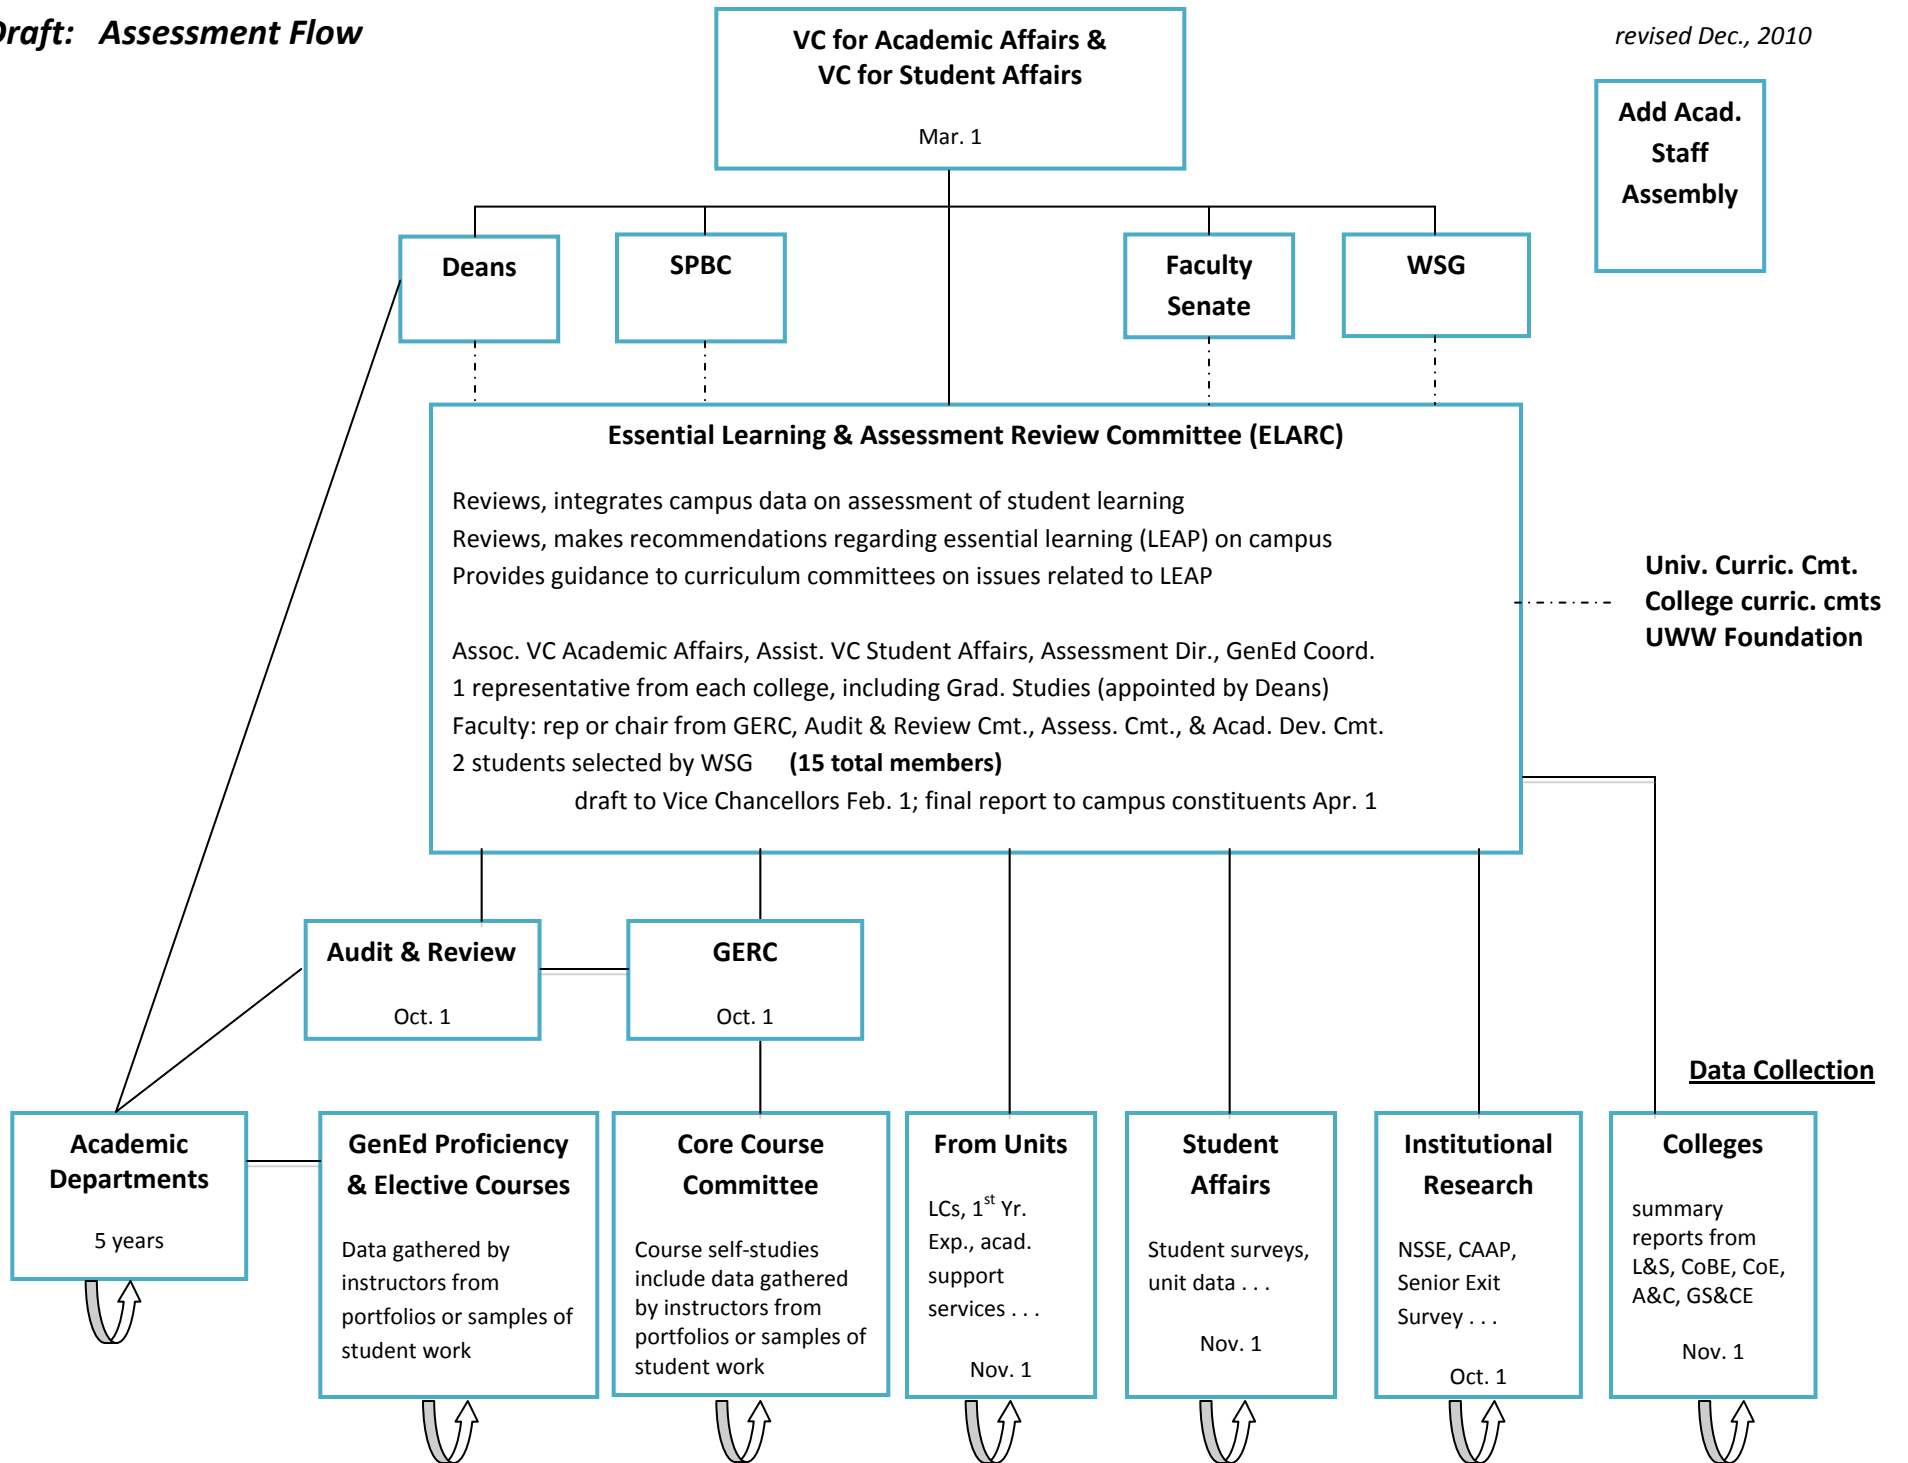 Draft: Assessment Flow
revised Dec., 2010
VC for Academic Affairs &
VC for Student Affairs
Mar. 1
Add Acad.
Staff
Assembly
Deans
SPBC
Faculty
Senate
WSG
Essential Learning & Assessment Review Committee (ELARC)
Reviews, integrates campus data on assessment of student learning
Reviews, makes recommendations regarding essential learning (LEAP) on campus
Provides guidance to curriculum committees on issues related to LEAP
Assoc. VC Academic Affairs, Assist. VC Student Affairs, Assessment Dir., GenEd Coord.
1 representative from each college, including Grad. Studies (appointed by Deans)
Faculty: rep or chair from GERC, Audit & Review Cmt., Assess. Cmt., & Acad. Dev. Cmt.
2 students selected by WSG (15 total members)
draft to Vice Chancellors Feb. 1; final report to campus constituents Apr. 1
Univ. Curric. Cmt.
College curric. cmts
UWW Foundation
Audit & Review
Oct. 1
GERC
Oct. 1
Data Collection
Academic
Departments
5 years
GenEd Proficiency
& Elective Courses
Data gathered by
instructors from
portfolios or samples of
student work
Core Course
Committee
Course self-studies
include data gathered
by instructors from
portfolios or samples of
student work
From Units
LCs, 1st Yr.
Exp., acad.
support
services . . .
Nov. 1
Student
Affairs
Student surveys,
unit data . . .
Nov. 1
Institutional
Research
NSSE, CAAP,
Senior Exit
Survey . . .
Oct. 1
Colleges
summary
reports from
L&S, CoBE, CoE,
A&C, GS&CE
Nov. 1